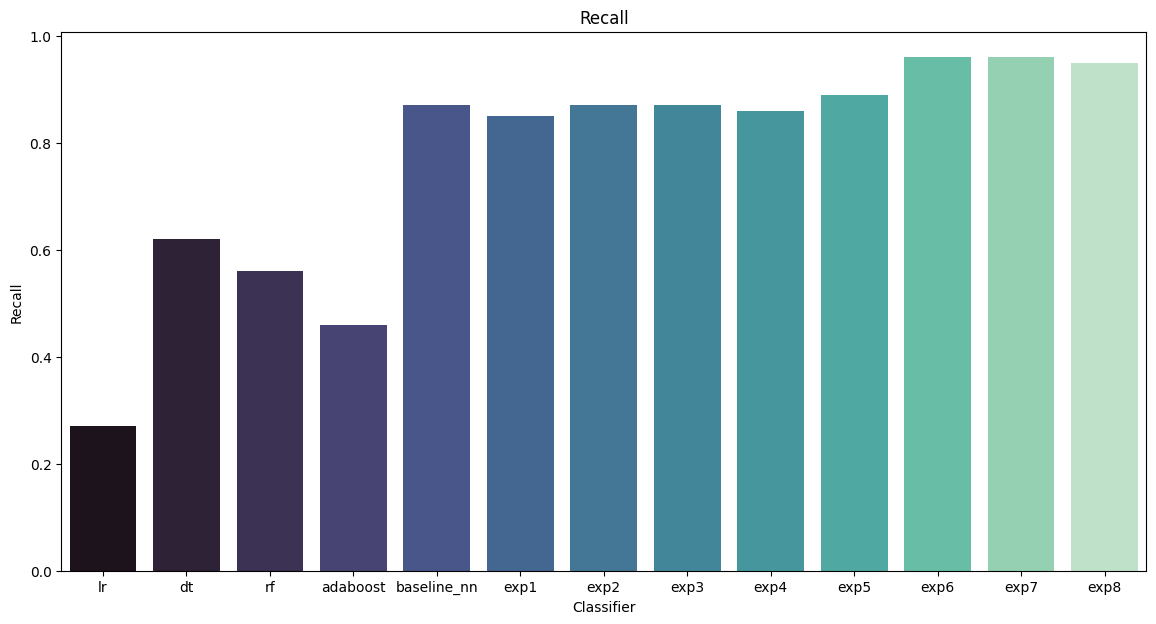 Recall
1.0
0.8
0.6
0.4
0.2
0.0
Recall
lr dt rf adaboost baseline_nn exp1 exp2 exp3 exp4 exp5 exp6 exp7 exp8
Classifier